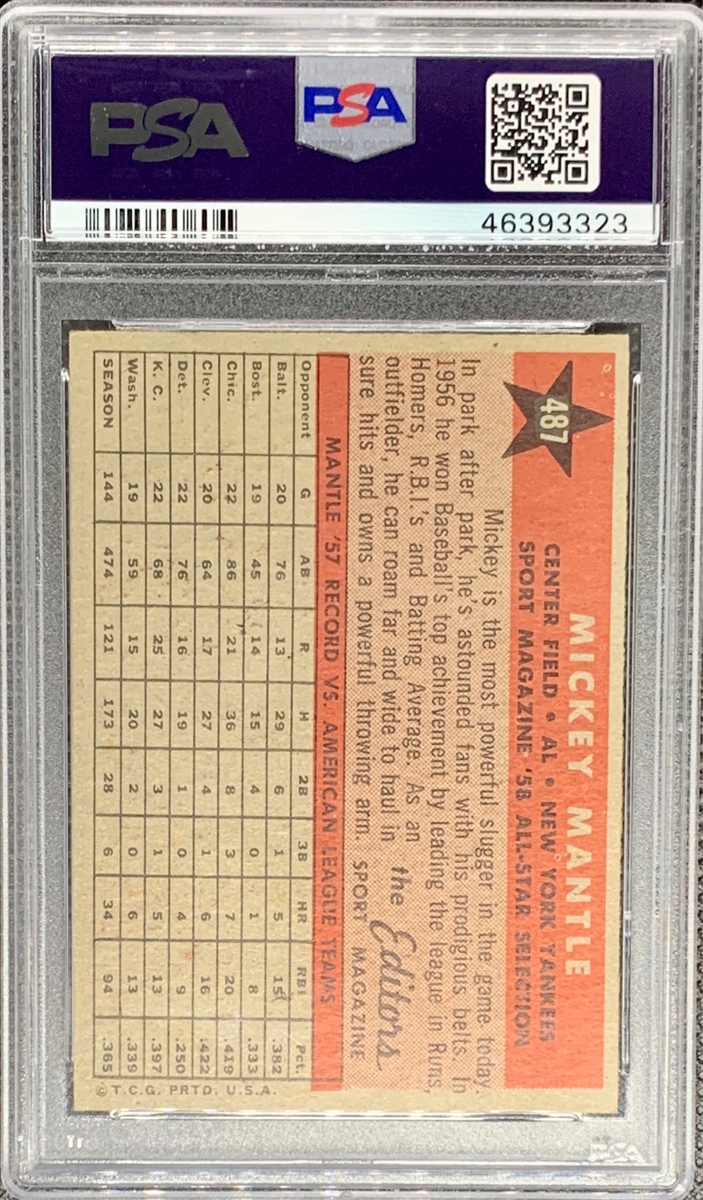 PSA
PSA
46393323
487
MICKEY MANTLE
CENTER FIELD • AL • NEW YORK YANKEES
SPORT MAGAZINE '58 ALL-STAR SELECTION
Mickey is the most powerful slugger in the game today.
In park after park, he's astounded fans with his prodigious belts. In
1956 he won Baseball's top achievement by leading the league in Runs,
Homers, R.B.I.'s and Batting Average. As an
outfielder, he can roam far and wide to haul in
sure hits and owns a powerful throwing arm.
the Editors
SPORT MAGAZINE
MANTLE '57 RECORD VS. AMERICAN LEAGUE TEAMS
Opponent G AB R H 2B 3B HR RBI Pct.
Balt. 20 76 13 29 6 1 5 15 .382
Bost. 19 45 14 15 4 0 1 8 .333
Chic. 22 86 21 36 8 3 7 20 .419
Clev. 20 64 17 27 4 1 6 16 .422
Det. 22 76 16 19 1 0 4 9 .250
K. C. 22 68 25 27 3 1 5 13 .397
Wash. 19 59 15 20 2 0 6 13 .339
SEASON 144 474 121 173 28 6 34 94 .365
© T.C.G. PRTD. U.S.A.
PSA